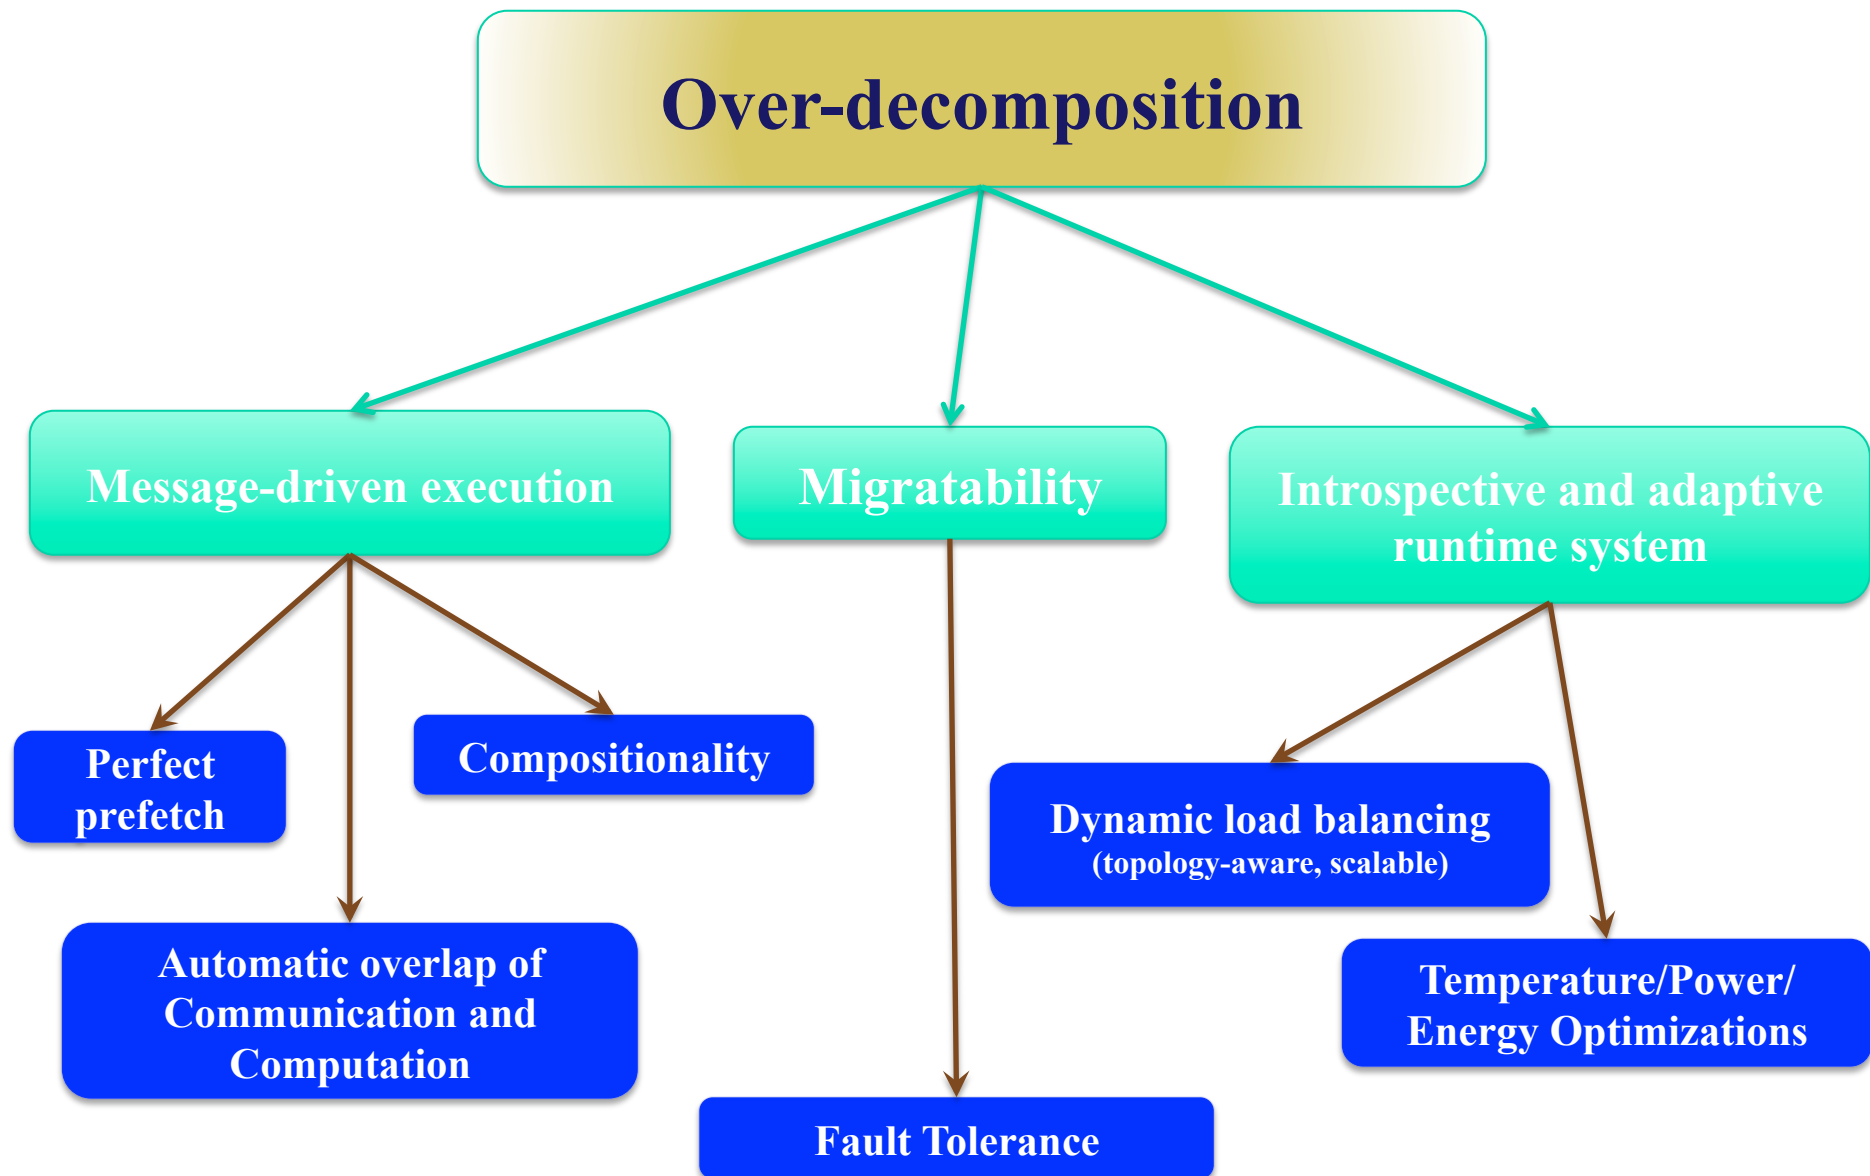 Over-decomposition
Message-driven execution
Migratability
Introspective and adaptive
runtime system
Perfect
prefetch
Compositionality
Dynamic load balancing
(topology-aware, scalable)
Automatic overlap of
Communication and
Computation
Temperature/Power/
Energy Optimizations
Fault Tolerance